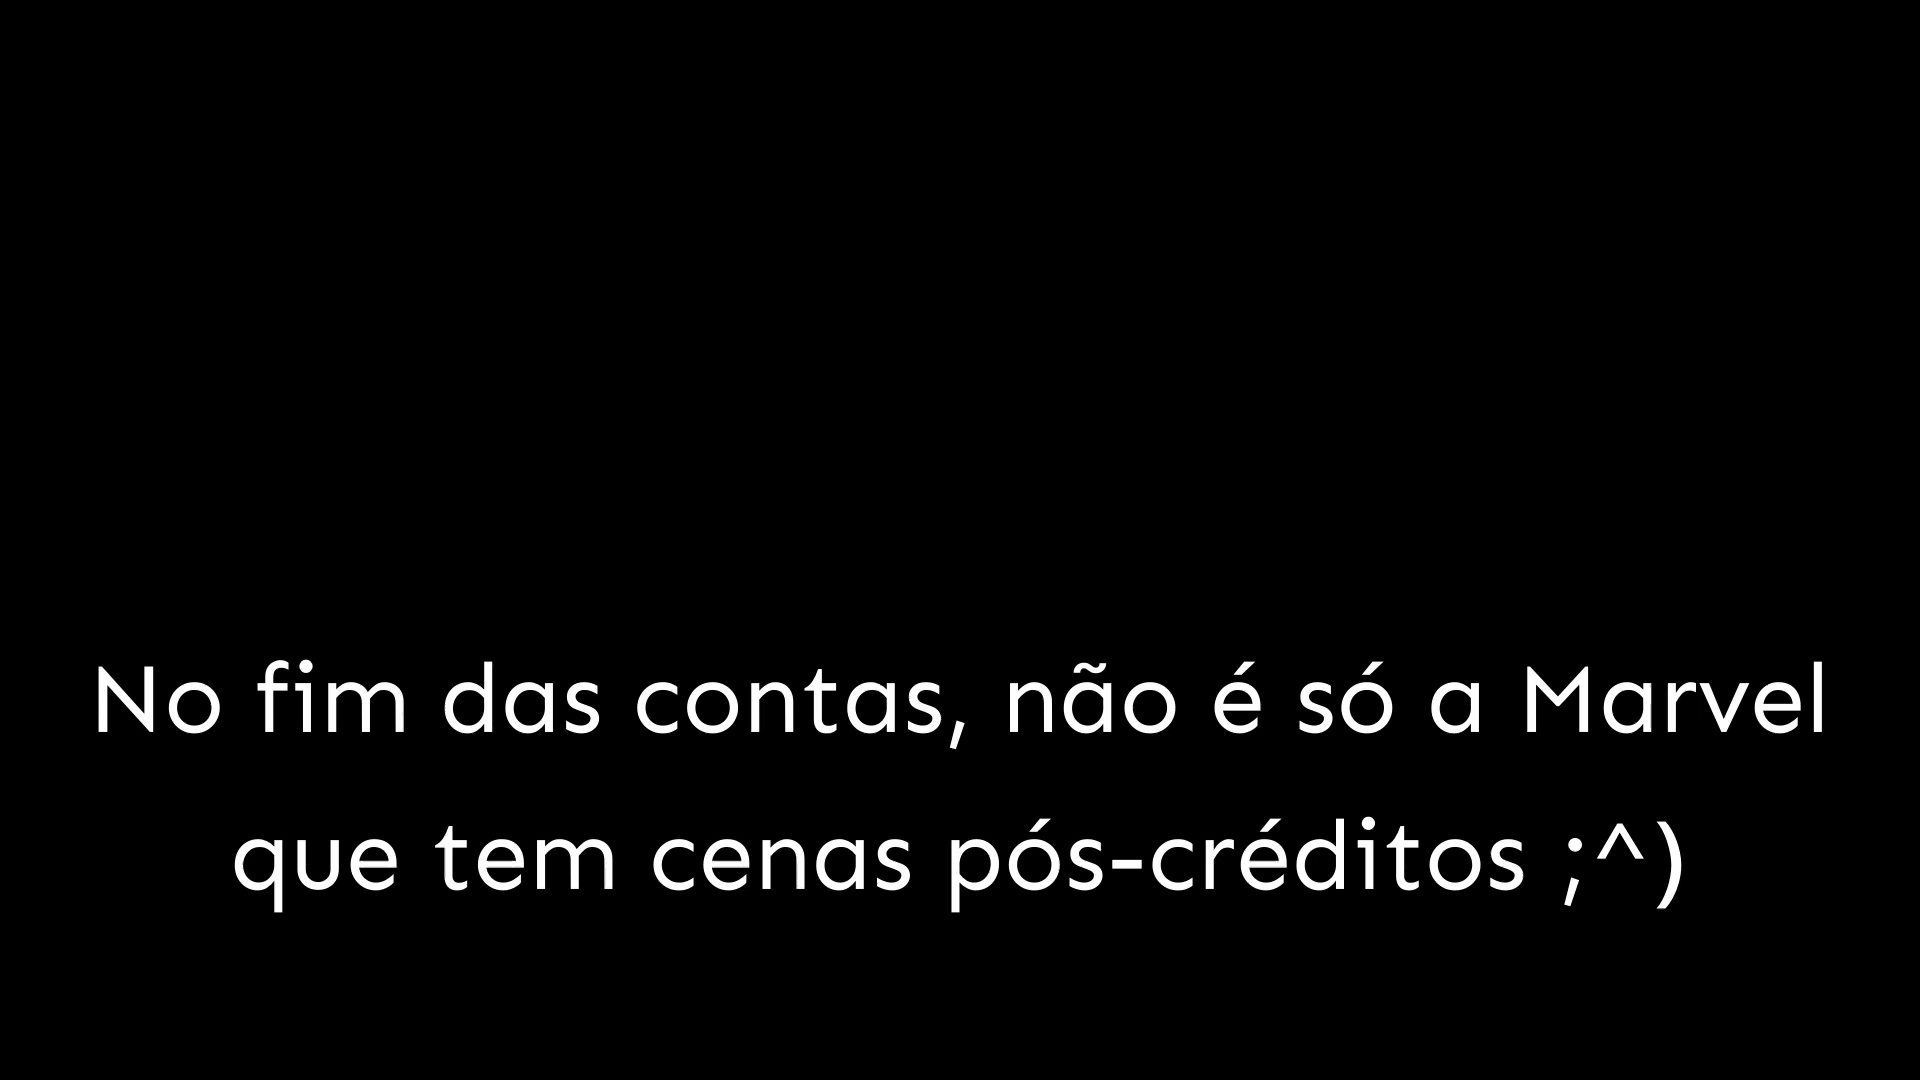 No fim das contas, não é só a Marvel
que tem cenas pós-créditos ;^)